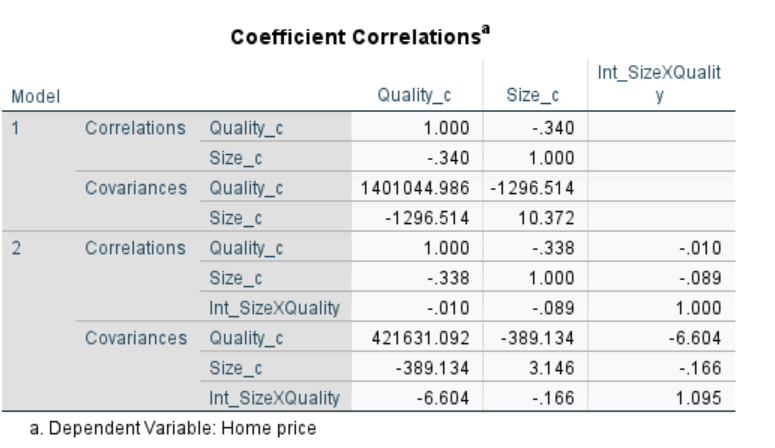 Coefficient Correlationsᵃ
Model Quality_c Size_c Int_SizeXQualit
y
1 Correlations Quality_c 1.000 -.340
Size_c -.340 1.000
Covariances Quality_c 1401044.986 -1296.514
Size_c -1296.514 10.372
2 Correlations Quality_c 1.000 -.338 -.010
Size_c -.338 1.000 -.089
Int_SizeXQuality -.010 -.089 1.000
Covariances Quality_c 421631.092 -389.134 -6.604
Size_c -389.134 3.146 -.166
Int_SizeXQuality -6.604 -.166 1.095
a. Dependent Variable: Home price